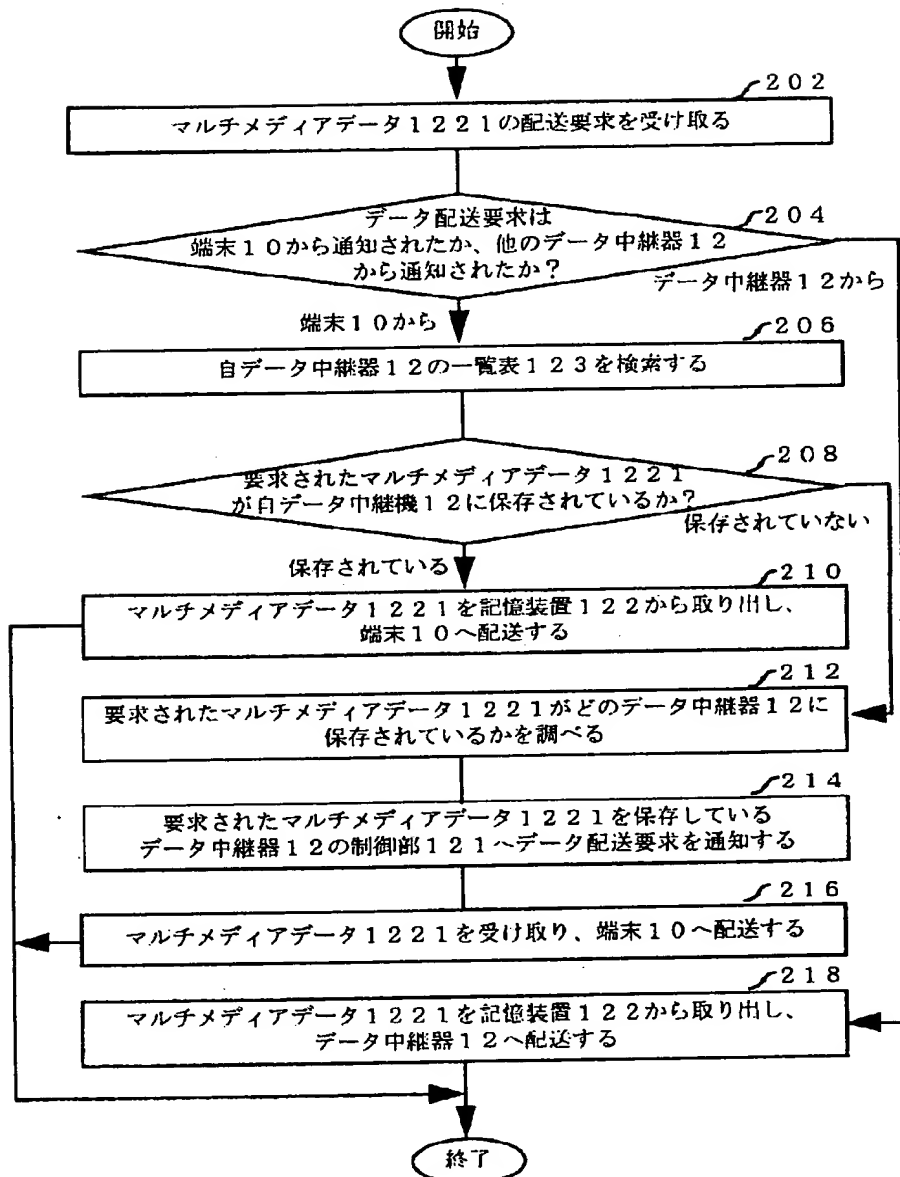 開始
202
マルチメディアデータ1221の配送要求を受け取る
204
データ配送要求は
端末10から通知されたか、他のデータ中継器12
から通知されたか?
データ中継器12から
端末10から
206
自データ中継器12の一覧表123を検索する
208
要求されたマルチメディアデータ1221
が自データ中継機12に保存されているか?
保存されていない
保存されている
210
マルチメディアデータ1221を記憶装置122から取り出し、
端末10へ配送する
212
要求されたマルチメディアデータ1221がどのデータ中継器12に
保存されているかを調べる
214
要求されたマルチメディアデータ1221を保存している
データ中継器12の制御部121へデータ配送要求を通知する
216
マルチメディアデータ1221を受け取り、端末10へ配送する
218
マルチメディアデータ1221を記憶装置122から取り出し、
データ中継器12へ配送する
終了